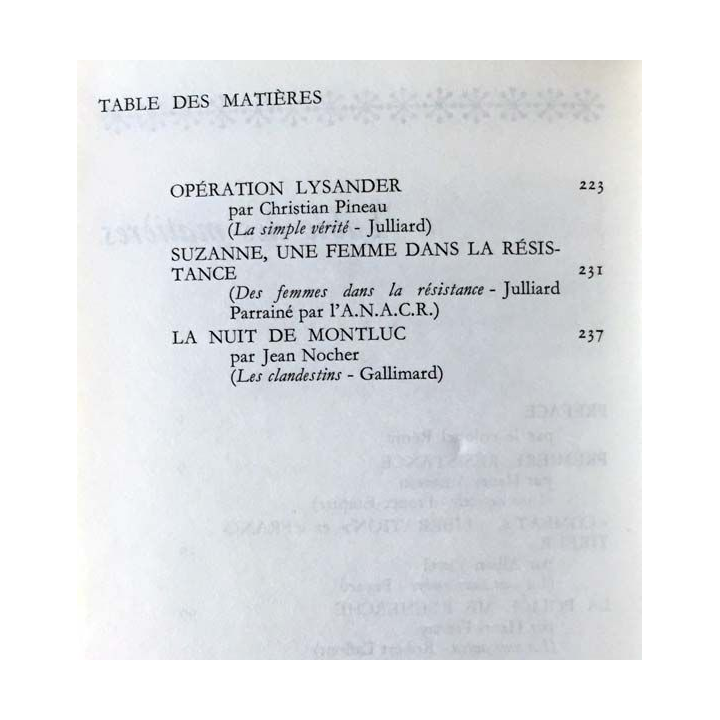 TABLE DES MATIÈRES
OPÉRATION LYSANDER 223
par Christian Pineau
(La simple vérité - Julliard)
SUZANNE, UNE FEMME DANS LA RÉSIS-
TANCE 231
(Des femmes dans la résistance - Julliard
Parrainé par l'A.N.A.C.R.)
LA NUIT DE MONTLUC 237
par Jean Nocher
(Les clandestins - Gallimard)